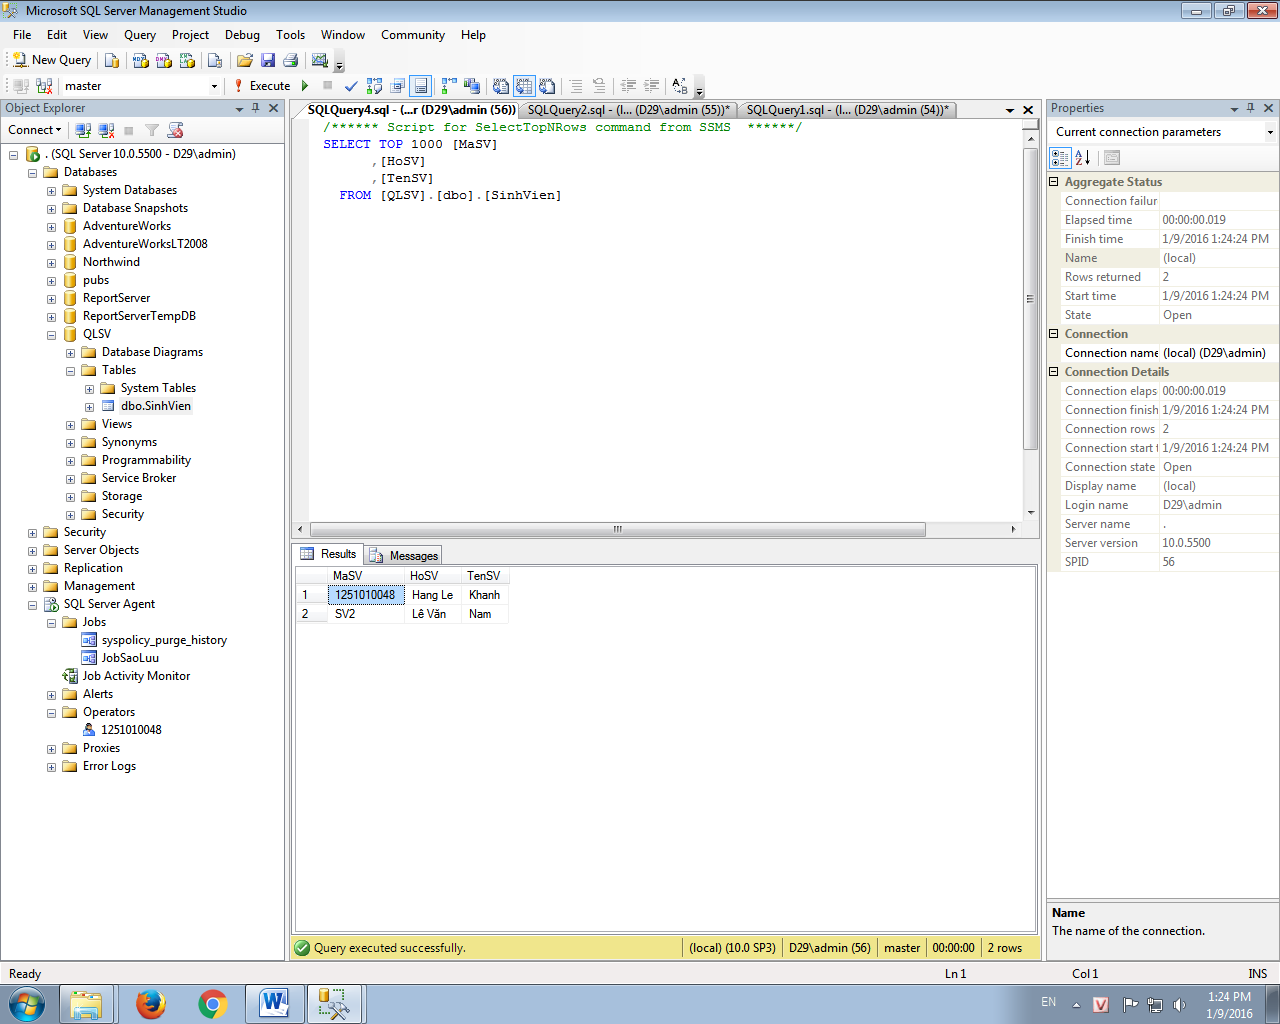 Microsoft SQL Server Management Studio
File Edit View Query Project Debug Tools Window Community Help
New Query
master Execute
Object Explorer
Connect
. (SQL Server 10.0.5500 - D29\admin)
Databases
System Databases
Database Snapshots
AdventureWorks
AdventureWorksLT2008
Northwind
pubs
ReportServer
ReportServerTempDB
QLSV
Database Diagrams
Tables
System Tables
dbo.SinhVien
Views
Synonyms
Programmability
Service Broker
Storage
Security
Security
Server Objects
Replication
Management
SQL Server Agent
Jobs
syspolicy_purge_history
JobSaoLuu
Job Activity Monitor
Alerts
Operators
1251010048
Proxies
Error Logs
SQLQuery4.sql - (...r (D29\admin (56)) SQLQuery2.sql - (l... (D29\admin (55))* SQLQuery1.sql - (l... (D29\admin (54))*
/****** Script for SelectTopNRows command from SSMS ******/
SELECT TOP 1000 [MaSV]
,[HoSV]
,[TenSV]
FROM [QLSV].[dbo].[SinhVien]
Results Messages
MaSV HoSV TenSV
1 1251010048 Hang Le Khanh
2 SV2 Lê Văn Nam
Query executed successfully. (local) (10.0 SP3) D29\admin (56) master 00:00:00 2 rows
Properties
Current connection parameters
Aggregate Status
Connection failur
Elapsed time 00:00:00.019
Finish time 1/9/2016 1:24:24 PM
Name (local)
Rows returned 2
Start time 1/9/2016 1:24:24 PM
State Open
Connection
Connection name (local) (D29\admin)
Connection Details
Connection elaps 00:00:00.019
Connection finish 1/9/2016 1:24:24 PM
Connection rows 2
Connection start t 1/9/2016 1:24:24 PM
Connection state Open
Display name (local)
Login name D29\admin
Server name .
Server version 10.0.5500
SPID 56
Name
The name of the connection.
Ready Ln 1 Col 1 INS
EN 1:24 PM
1/9/2016